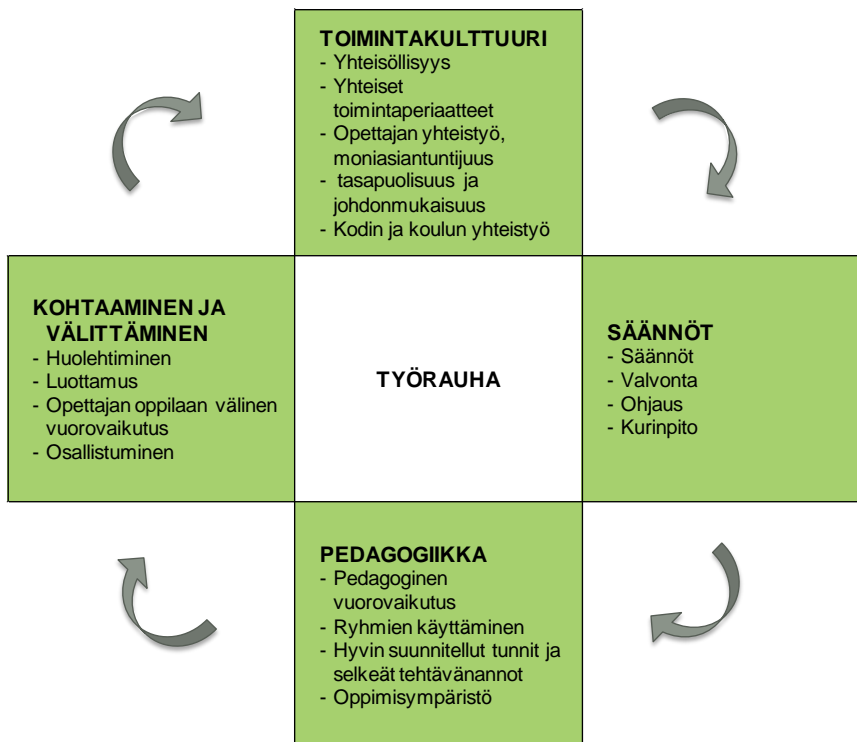 TOIMINTAKULTTUURI
- Yhteisöllisyys
- Yhteiset
toimintaperiaatteet
- Opettajan yhteistyö,
moniasiantuntijuus
- tasapuolisuus ja
johdonmukaisuus
- Kodin ja koulun yhteistyö
KOHTAAMINEN JA
VÄLITTÄMINEN
- Huolehtiminen
- Luottamus
- Opettajan oppilaan välinen
vuorovaikutus
- Osallistuminen
TYÖRAUHA
SÄÄNNÖT
- Säännöt
- Valvonta
- Ohjaus
- Kurinpito
PEDAGOGIIKKA
- Pedagoginen
vuorovaikutus
- Ryhmien käyttäminen
- Hyvin suunnitellut tunnit ja
selkeät tehtävänannot
- Oppimisympäristö